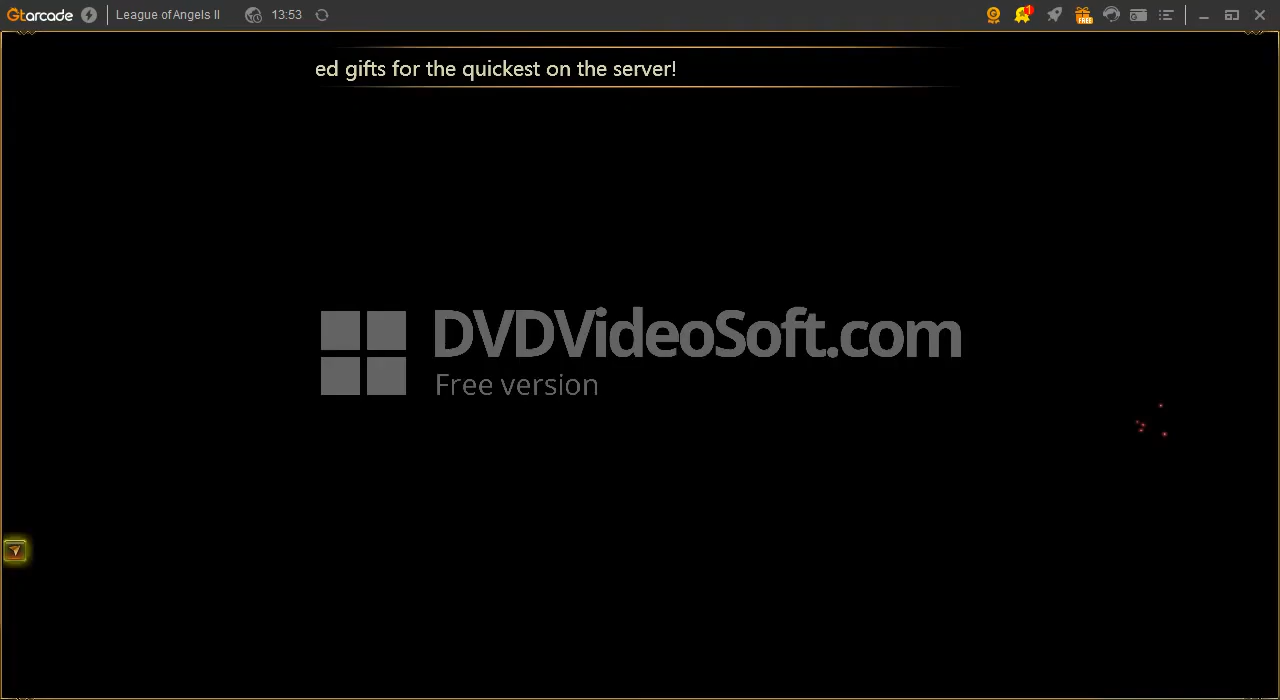 Gtarcade League of Angels II 13:53 1 FREE
ed gifts for the quickest on the server!
DVDVideoSoft.com
Free version